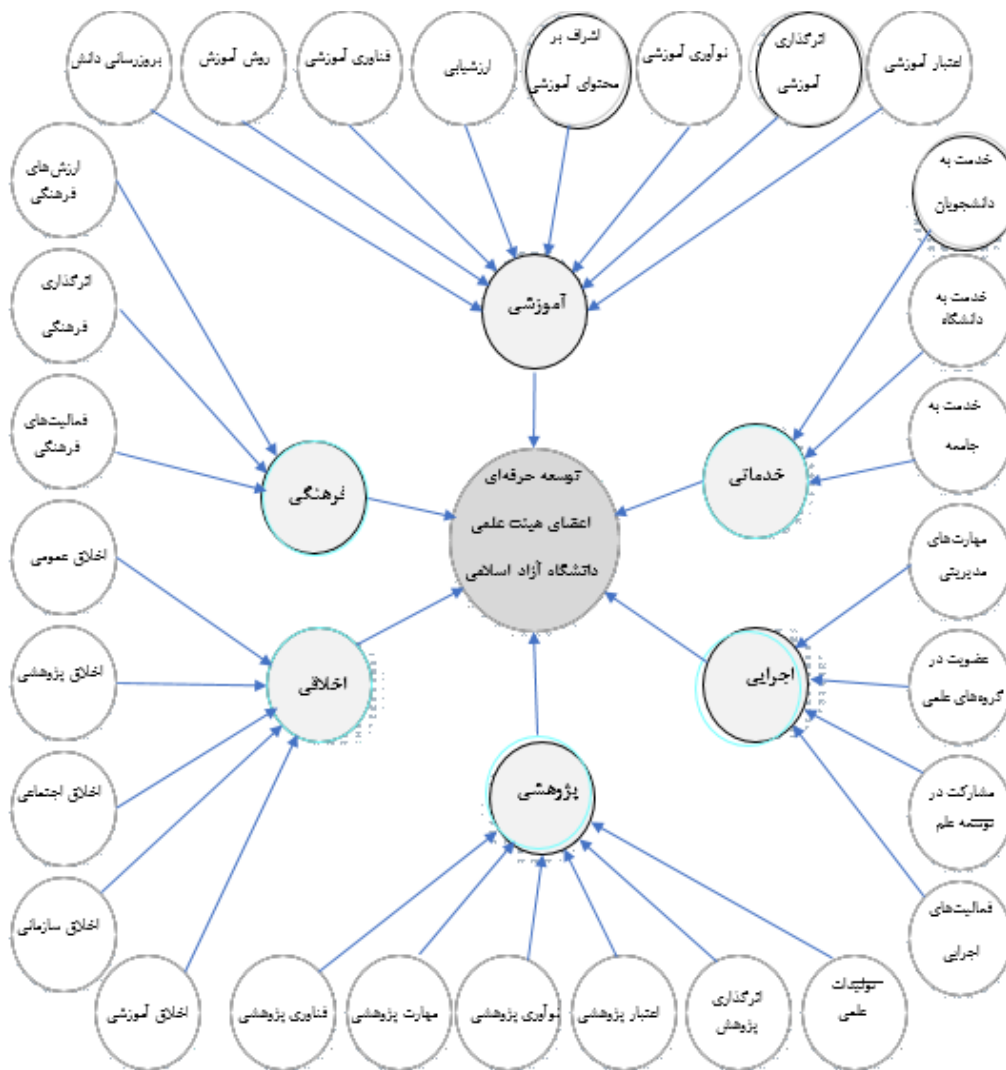 اعتبار آموزشی
اثرگذاری
آموزشی
نوآوری آموزشی
اشراف بر
محتوای آموزشی
ارزشیابی
فناوری آموزشی
روش آموزش
بروزرسانی دانش
خدمت به
دانشجویان
خدمت به
دانشگاه
خدمت به
جامعه
مهارت‌های
مدیریتی
عضویت در
گروه‌های علمی
مشارکت در
توسعه علم
فعالیت‌های
اجرایی
ارزش‌های
فرهنگی
اثرگذاری
فرهنگی
فعالیت‌های
فرهنگی
اخلاق عمومی
اخلاق پژوهشی
اخلاق اجتماعی
اخلاق سازمانی
اخلاق آموزشی
آموزشی
خدماتی
فرهنگی
توسعه حرفه‌ای
اعضای هیئت علمی
دانشگاه آزاد اسلامی
اجرایی
اخلاقی
پژوهشی
تولیدات
علمی
اثرگذاری
پژوهش
اعتبار پژوهشی
نوآوری پژوهشی
مهارت پژوهشی
فناوری پژوهشی